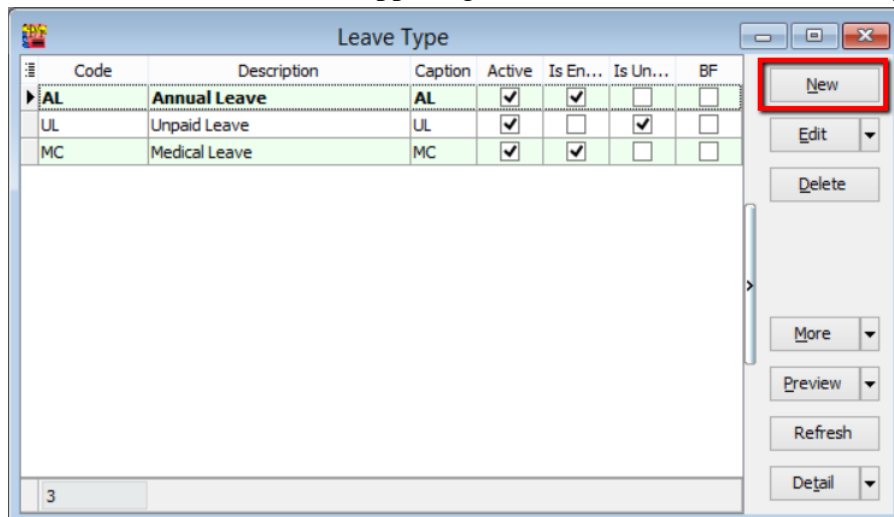 Leave Type
Code Description Caption Active Is En... Is Un... BF
AL Annual Leave AL
UL Unpaid Leave UL
MC Medical Leave MC
3
New
Edit
Delete
More
Preview
Refresh
Detail